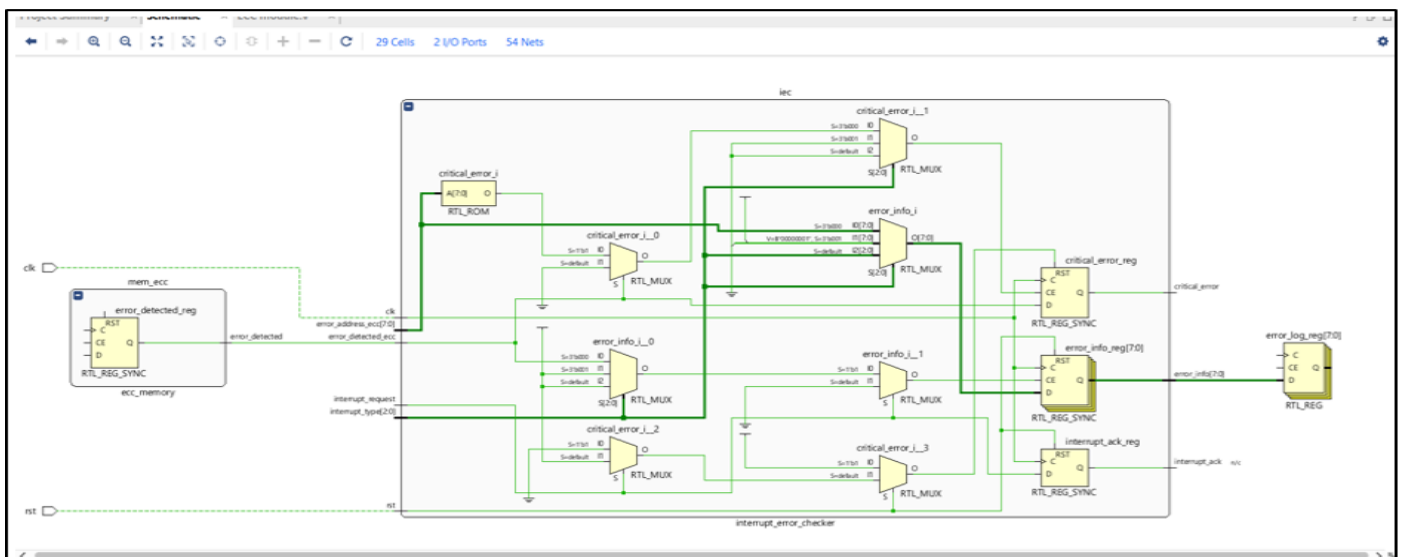 Project Summary × Schematic × ecc module.v ×
29 Cells 2 I/O Ports 54 Nets
iec
critical_error_i__1
S=3'b000 I0
S=3'b001 I1 O
S=default I2
S[2:0] RTL_MUX
critical_error_i
A[7:0] O
RTL_ROM
error_info_i
S=3'b000 I0[7:0]
V=B"00000001", S=3'b001 I1[7:0] O[7:0]
S=default I2[2:0]
S[2:0] RTL_MUX
critical_error_i__0
S=1'b1 I0
S=default I1 O
S RTL_MUX
clk
critical_error_reg
RST
C
CE Q
D
RTL_REG_SYNC
critical_error
mem_ecc
error_detected_reg
RST
C
CE Q
D
RTL_REG_SYNC
ecc_memory
error_detected
clk
error_address_ecc[7:0]
error_detected_ecc
error_info_i__0
S=3'b000 I0
S=3'b001 I1 O
S=default I2
S[2:0] RTL_MUX
error_info_i__1
S=1'b1 I0
S=default I1 O
S RTL_MUX
error_info_reg[7:0]
RST
C
CE Q
D
RTL_REG_SYNC
error_info[7:0]
error_log_reg[7:0]
C
CE Q
D
RTL_REG
interrupt_request
interrupt_type[2:0]
critical_error_i__2
S=1'b1 I0
S=default I1 O
S RTL_MUX
critical_error_i__3
S=1'b1 I0
S=default I1 O
S RTL_MUX
interrupt_ack_reg
RST
C
D Q
RTL_REG_SYNC
interrupt_ack n/c
rst
rst
interrupt_error_checker